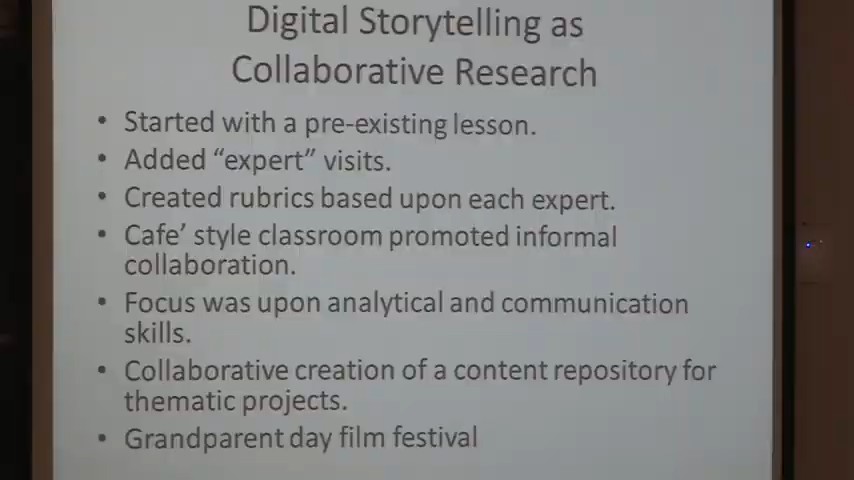 Digital Storytelling as
Collaborative Research
• Started with a pre-existing lesson.
• Added “expert” visits.
• Created rubrics based upon each expert.
• Cafe’ style classroom promoted informal
collaboration.
• Focus was upon analytical and communication
skills.
• Collaborative creation of a content repository for
thematic projects.
• Grandparent day film festival